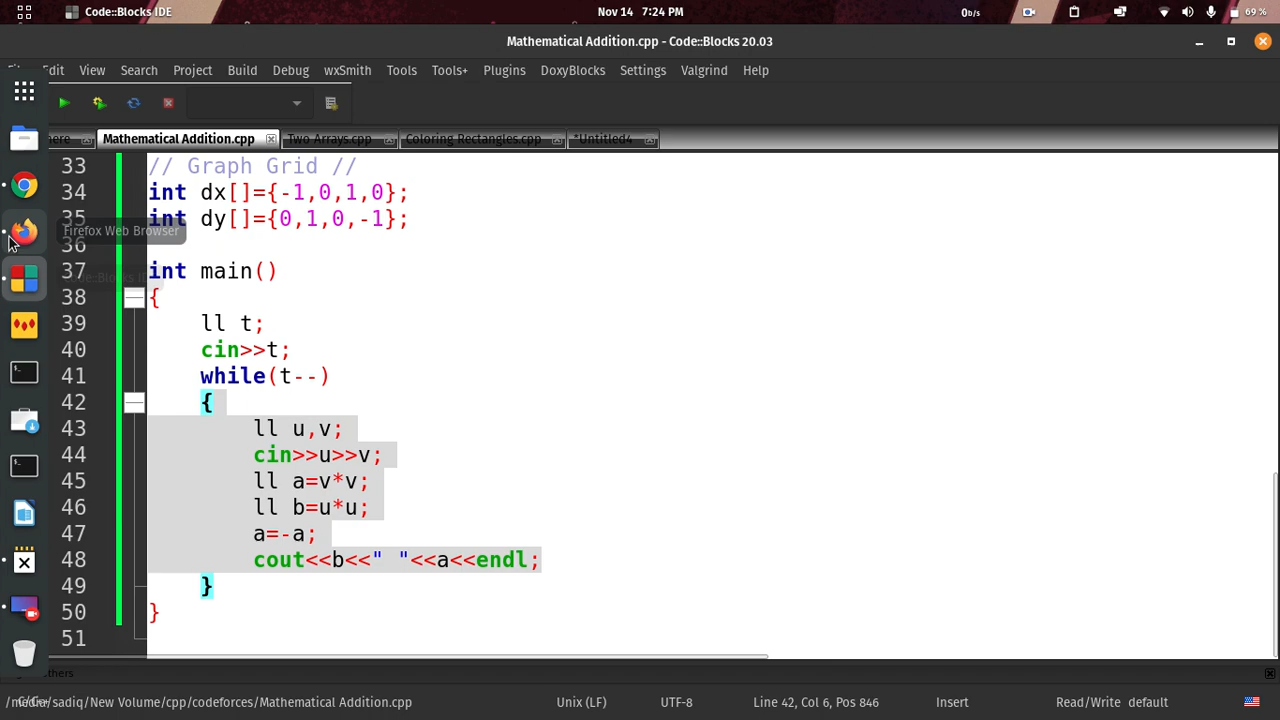 Code::Blocks IDE
Nov 14 7:24 PM
0b/s
69 %
Mathematical Addition.cpp - Code::Blocks 20.03
Edit View Search Project Build Debug wxSmith Tools Tools+ Plugins DoxyBlocks Settings Valgrind Help
here Mathematical Addition.cpp Two Arrays.cpp Coloring Rectangles.cpp *Untitled4
33 // Graph Grid //
34 int dx[]={-1,0,1,0};
35 int dy[]={0,1,0,-1};
Firefox Web Browser
36
37 int main()
38 {
39 ll t;
40 cin>>t;
41 while(t--)
42 {
43 ll u,v;
44 cin>>u>>v;
45 ll a=v*v;
46 ll b=u*u;
47 a=-a;
48 cout<<b<<" "<<a<<endl;
49 }
50 }
51
thers
/media/sadiq/New Volume/cpp/codeforces/Mathematical Addition.cpp
Unix (LF) UTF-8 Line 42, Col 6, Pos 846 Insert Read/Write default